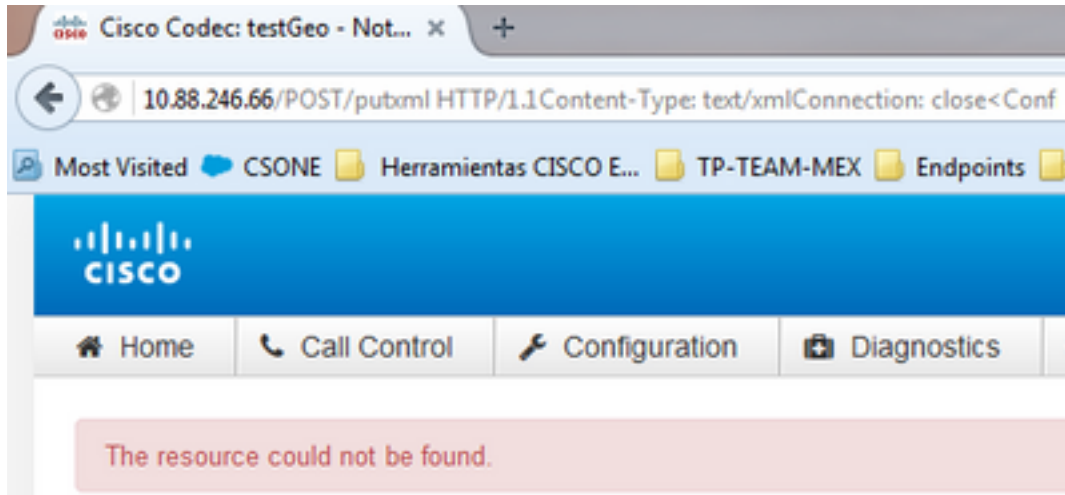 Cisco Codec: testGeo - Not... × +
10.88.246.66/POST/putxml HTTP/1.1Content-Type: text/xmlConnection: close<Conf
Most Visited CSONE Herramientas CISCO E... TP-TEAM-MEX Endpoints
CISCO
Home Call Control Configuration Diagnostics
The resource could not be found.